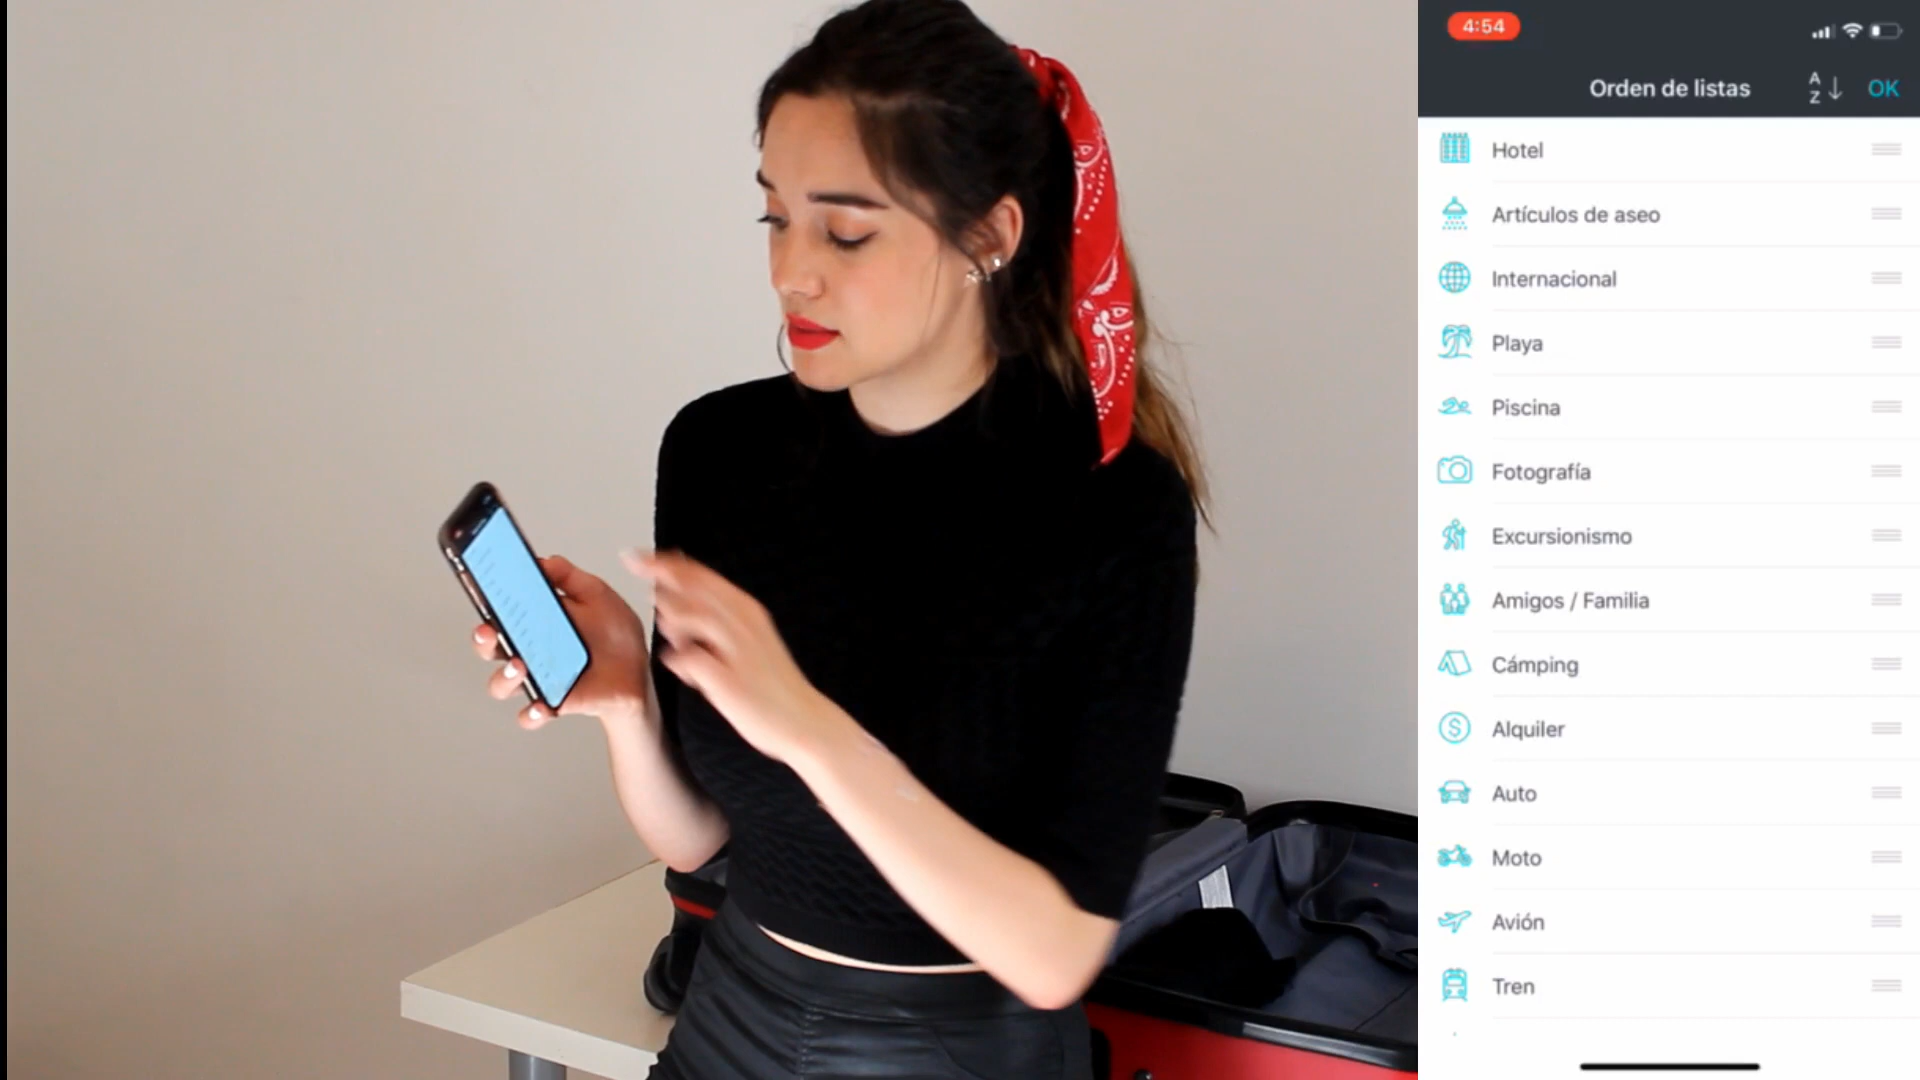 4:54
Orden de listas
A
Z
OK
Hotel
Artículos de aseo
Internacional
Playa
Piscina
Fotografía
Excursionismo
Amigos / Familia
Cámping
Alquiler
Auto
Moto
Avión
Tren